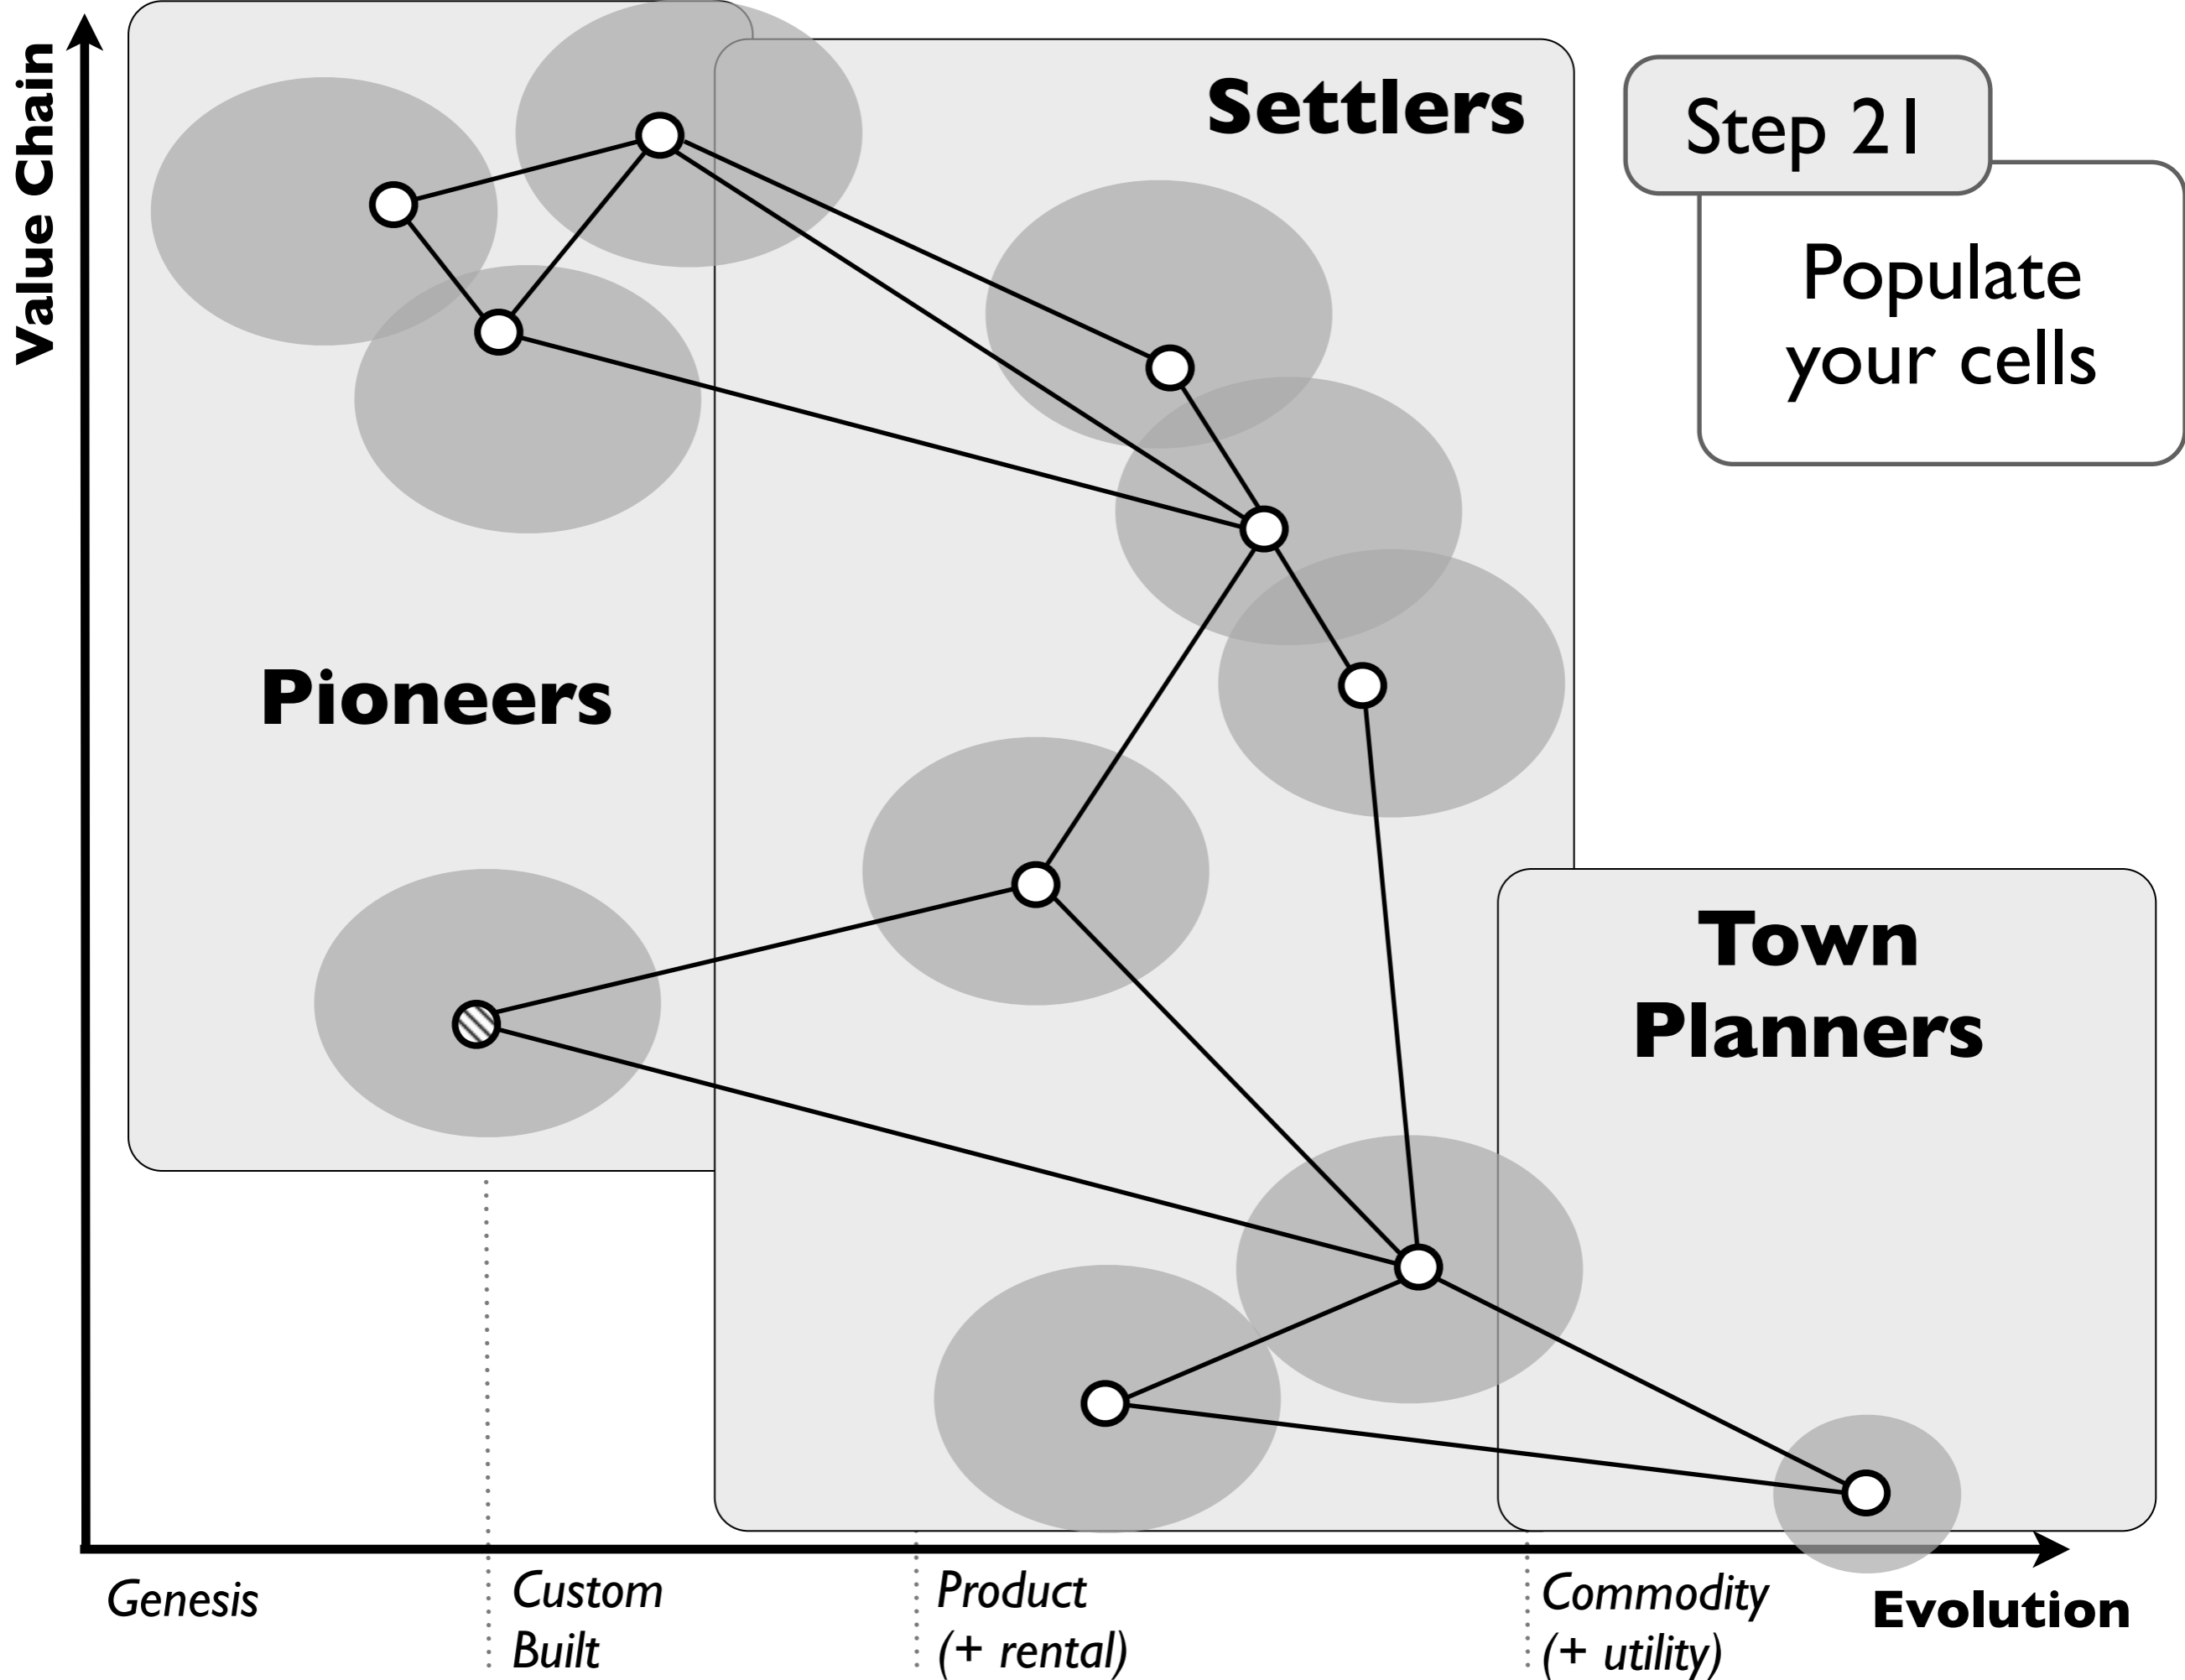 Value Chain
Settlers
Step 21
Populate
your cells
Pioneers
Town
Planners
Genesis
Custom
Built
Product
(+ rental)
Commodity
(+ utility)
Evolution